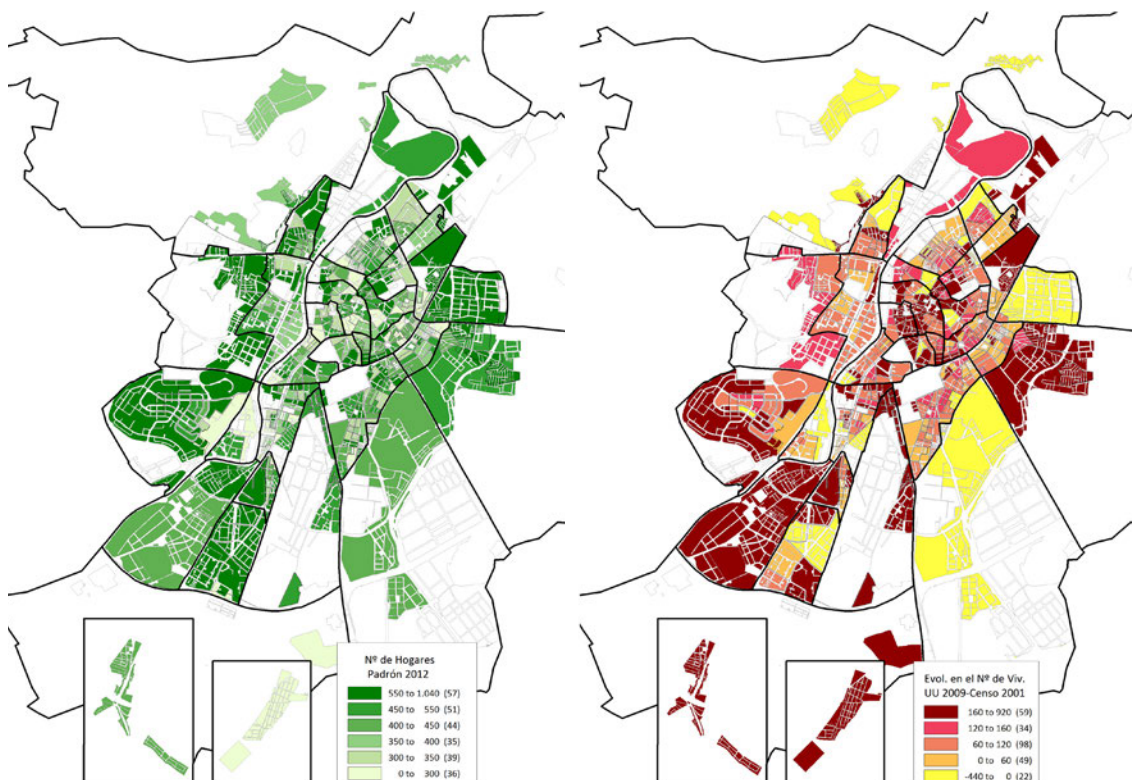 Nº de Hogares
Padrón 2012
550 to 1.040 (57)
450 to 550 (51)
400 to 450 (44)
350 to 400 (35)
300 to 350 (39)
0 to 300 (36)
Evol. en el Nº de Viv.
UU 2009-Censo 2001
160 to 920 (59)
120 to 160 (34)
60 to 120 (98)
0 to 60 (49)
-440 to 0 (22)